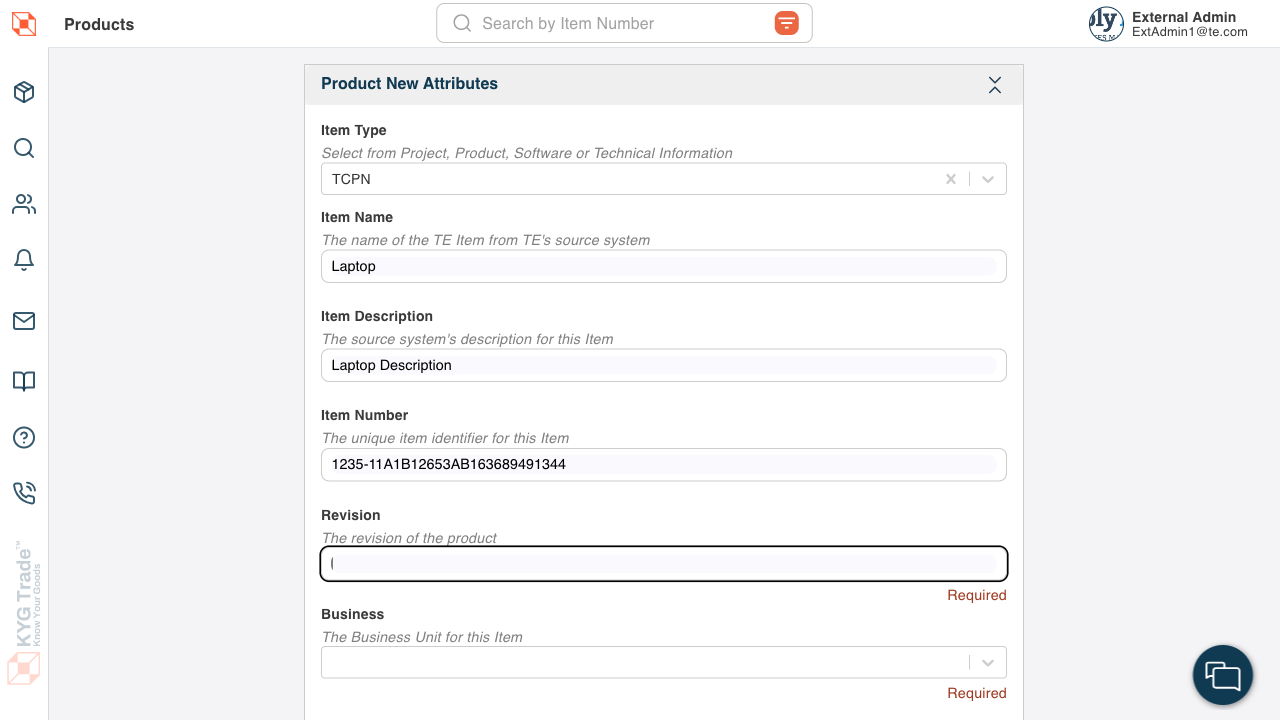 Products
Search by Item Number
ly
ES M
External Admin
ExtAdmin1@te.com
Product New Attributes
Item Type
Select from Project, Product, Software or Technical Information
TCPN
Item Name
The name of the TE Item from TE's source system
Laptop
Item Description
The source system's description for this Item
Laptop Description
Item Number
The unique item identifier for this Item
1235-11A1B12653AB163689491344
Revision
The revision of the product
Required
Business
The Business Unit for this Item
Required
KYG Trade™
Know Your Goods